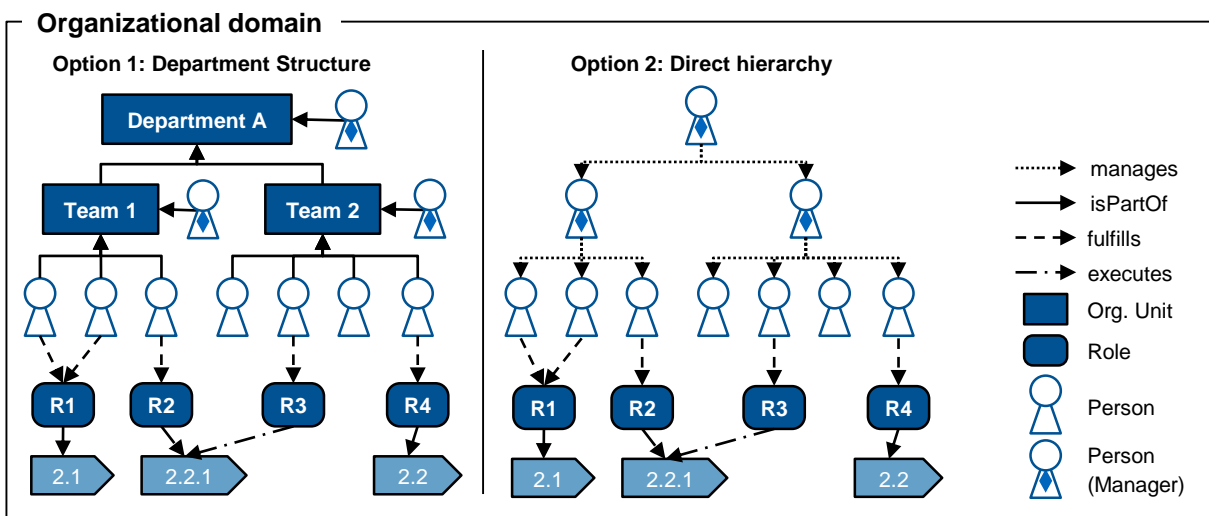 Organizational domain
Option 1: Department Structure
Option 2: Direct hierarchy
Department A
Team 1
Team 2
R1
R2
R3
R4
2.1
2.2.1
2.2
R1
R2
R3
R4
2.1
2.2.1
2.2
manages
isPartOf
fulfills
executes
Org. Unit
Role
Person
Person
(Manager)